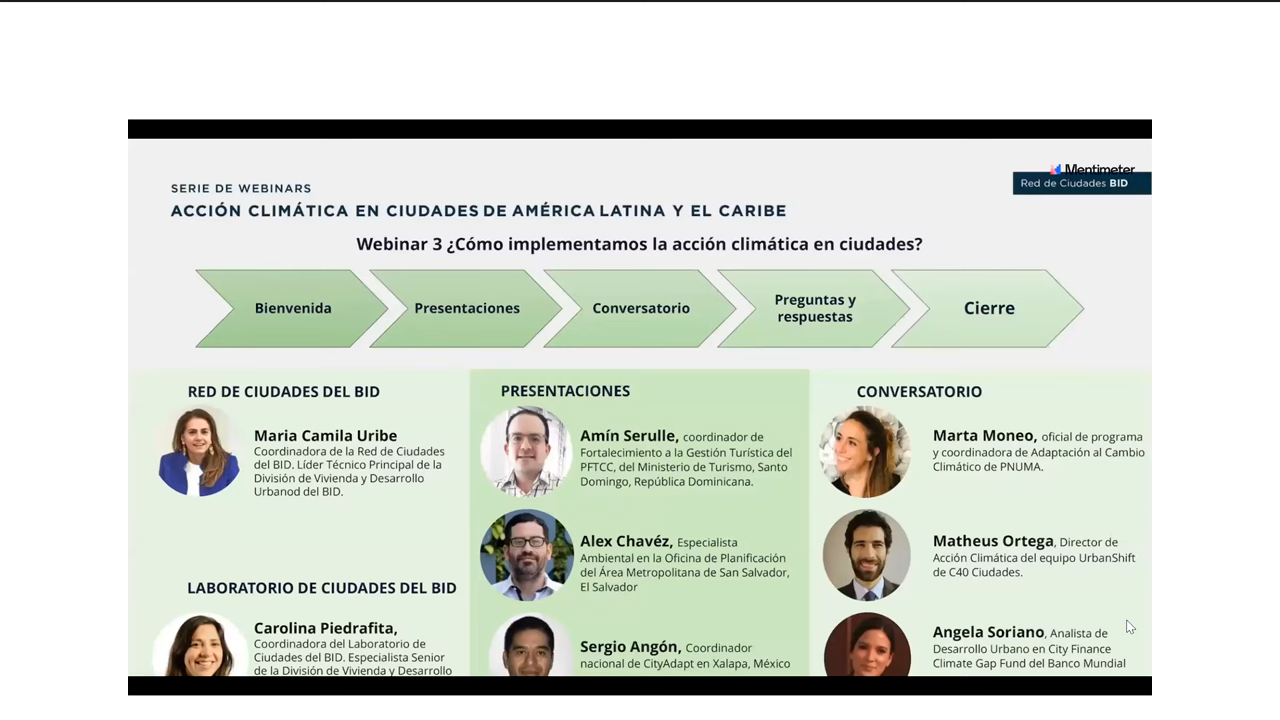 Mentimeter
Red de Ciudades BID
SERIE DE WEBINARS
ACCIÓN CLIMÁTICA EN CIUDADES DE AMÉRICA LATINA Y EL CARIBE
Webinar 3 ¿Cómo implementamos la acción climática en ciudades?
Bienvenida
Presentaciones
Conversatorio
Preguntas y
respuestas
Cierre
RED DE CIUDADES DEL BID
Maria Camila Uribe
Coordinadora de la Red de Ciudades
del BID. Líder Técnico Principal de la
División de Vivienda y Desarrollo
Urbanod del BID.
LABORATORIO DE CIUDADES DEL BID
Carolina Piedrafita,
Coordinadora del Laboratorio de
Ciudades del BID. Especialista Senior
de la División de Vivienda y Desarrollo
PRESENTACIONES
Amín Serulle, coordinador de
Fortalecimiento a la Gestión Turística del
PFTCC, del Ministerio de Turismo, Santo
Domingo, República Dominicana.
Alex Chavéz, Especialista
Ambiental en la Oficina de Planificación
del Área Metropolitana de San Salvador,
El Salvador
Sergio Angón, Coordinador
nacional de CityAdapt en Xalapa, México
CONVERSATORIO
Marta Moneo, oficial de programa
y coordinadora de Adaptación al Cambio
Climático de PNUMA.
Matheus Ortega, Director de
Acción Climática del equipo UrbanShift
de C40 Ciudades.
Angela Soriano, Analista de
Desarrollo Urbano en City Finance
Climate Gap Fund del Banco Mundial